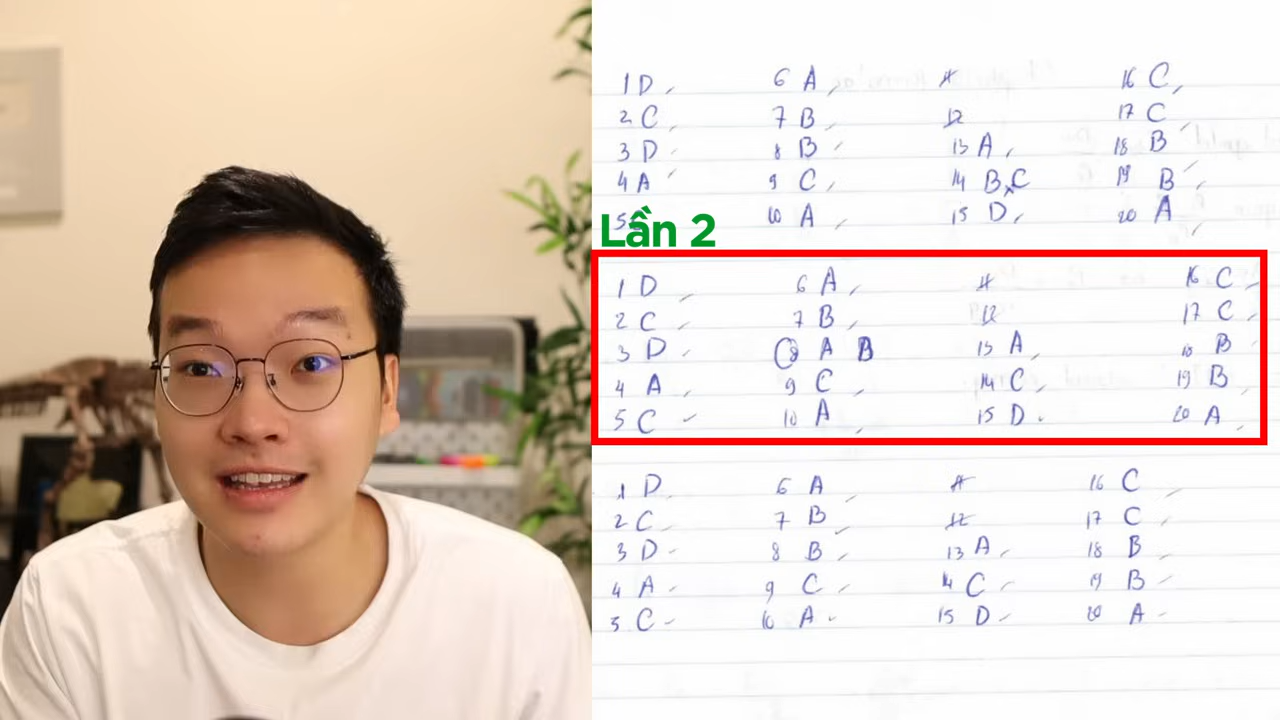 1 D 6 A 11 16 C
2 C 7 B 12 17 C
3 D 8 B 13 A 18 B
4 A 9 C 14 B C 19 B
5 10 A 15 D 20 A
Lần 2
1 D 6 A 11 16 C
2 C 7 B 12 17 C
3 D 8 A B 13 A 18 B
4 A 9 C 14 C 19 B
5 C 10 A 15 D 20 A
1 D 6 A 11 16 C
2 C 7 B 12 17 C
3 D 8 B 13 A 18 B
4 A 9 C 14 C 19 B
5 C 10 A 15 D 20 A